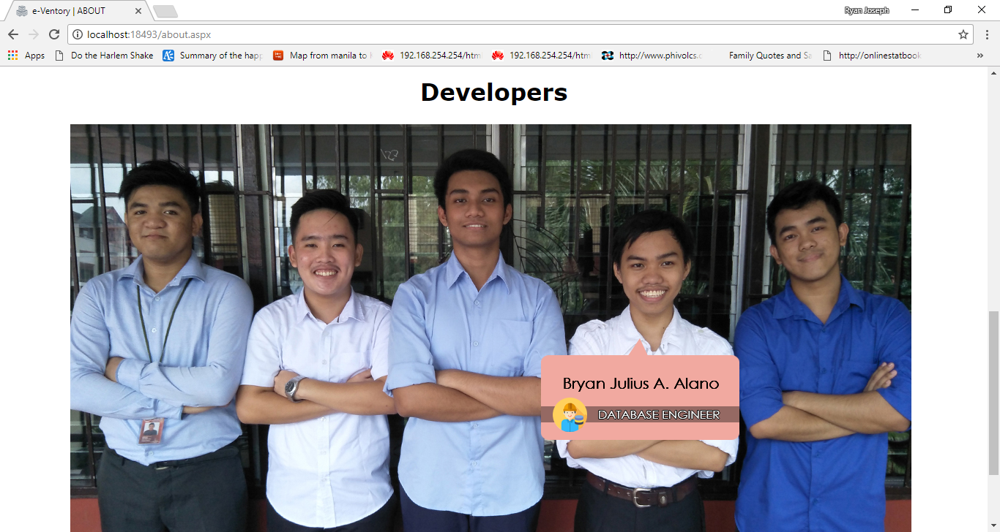 e-Ventory | ABOUT
Ryan Joseph
localhost:18493/about.aspx
Apps
Do the Harlem Shake
Summary of the happ
Map from manila to
192.168.254.254/html
192.168.254.254/html
http://www.phivolcs.c
Family Quotes and Sa
http://onlinestatbook
»
Developers
Bryan Julius A. Alano
DATABASE ENGINEER